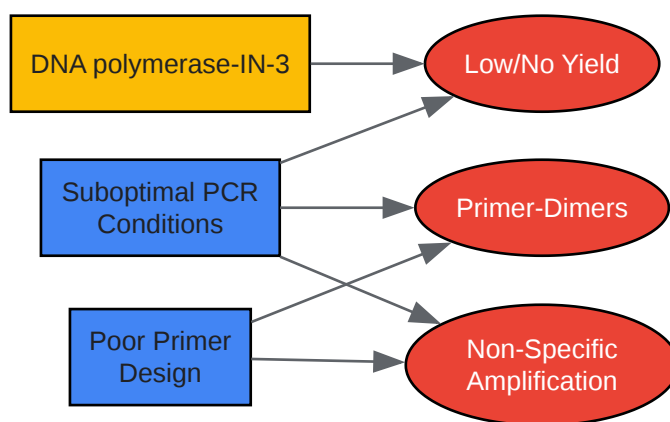 DNA polymerase-IN-3
Low/No Yield
Suboptimal PCR
Conditions
Primer-Dimers
Poor Primer
Design
Non-Specific
Amplification